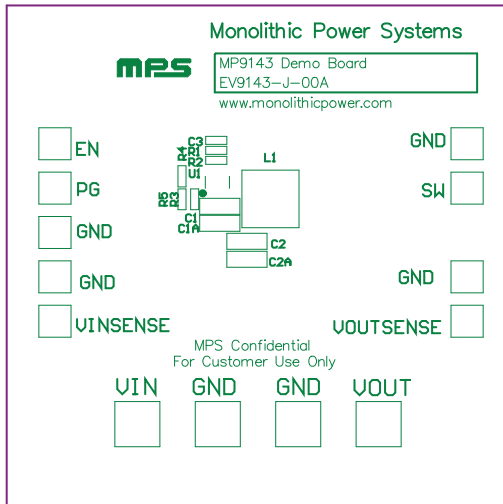 Monolithic Power Systems
mps
MP9143 Demo Board
EV9143-J-00A
www.monolithicpower.com
EN
PG
GND
GND
VINSENSE
C3
R1
R2
R4
U1
R5
R3
L1
C1
C1A
C2
C2A
GND
SW
GND
VOUTSENSE
MPS Confidential
For Customer Use Only
VIN
GND
GND
VOUT